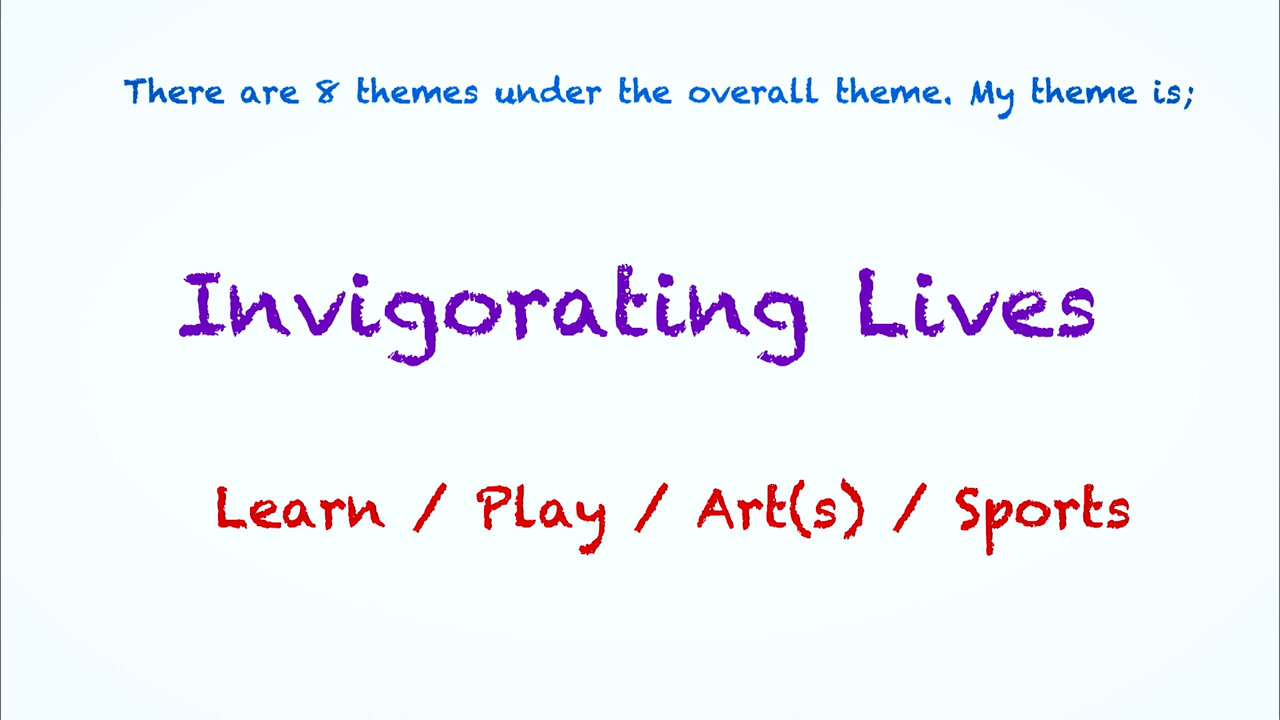 There are 8 themes under the overall theme. My theme is;
Invigorating Lives
Learn / Play / Art(s) / Sports